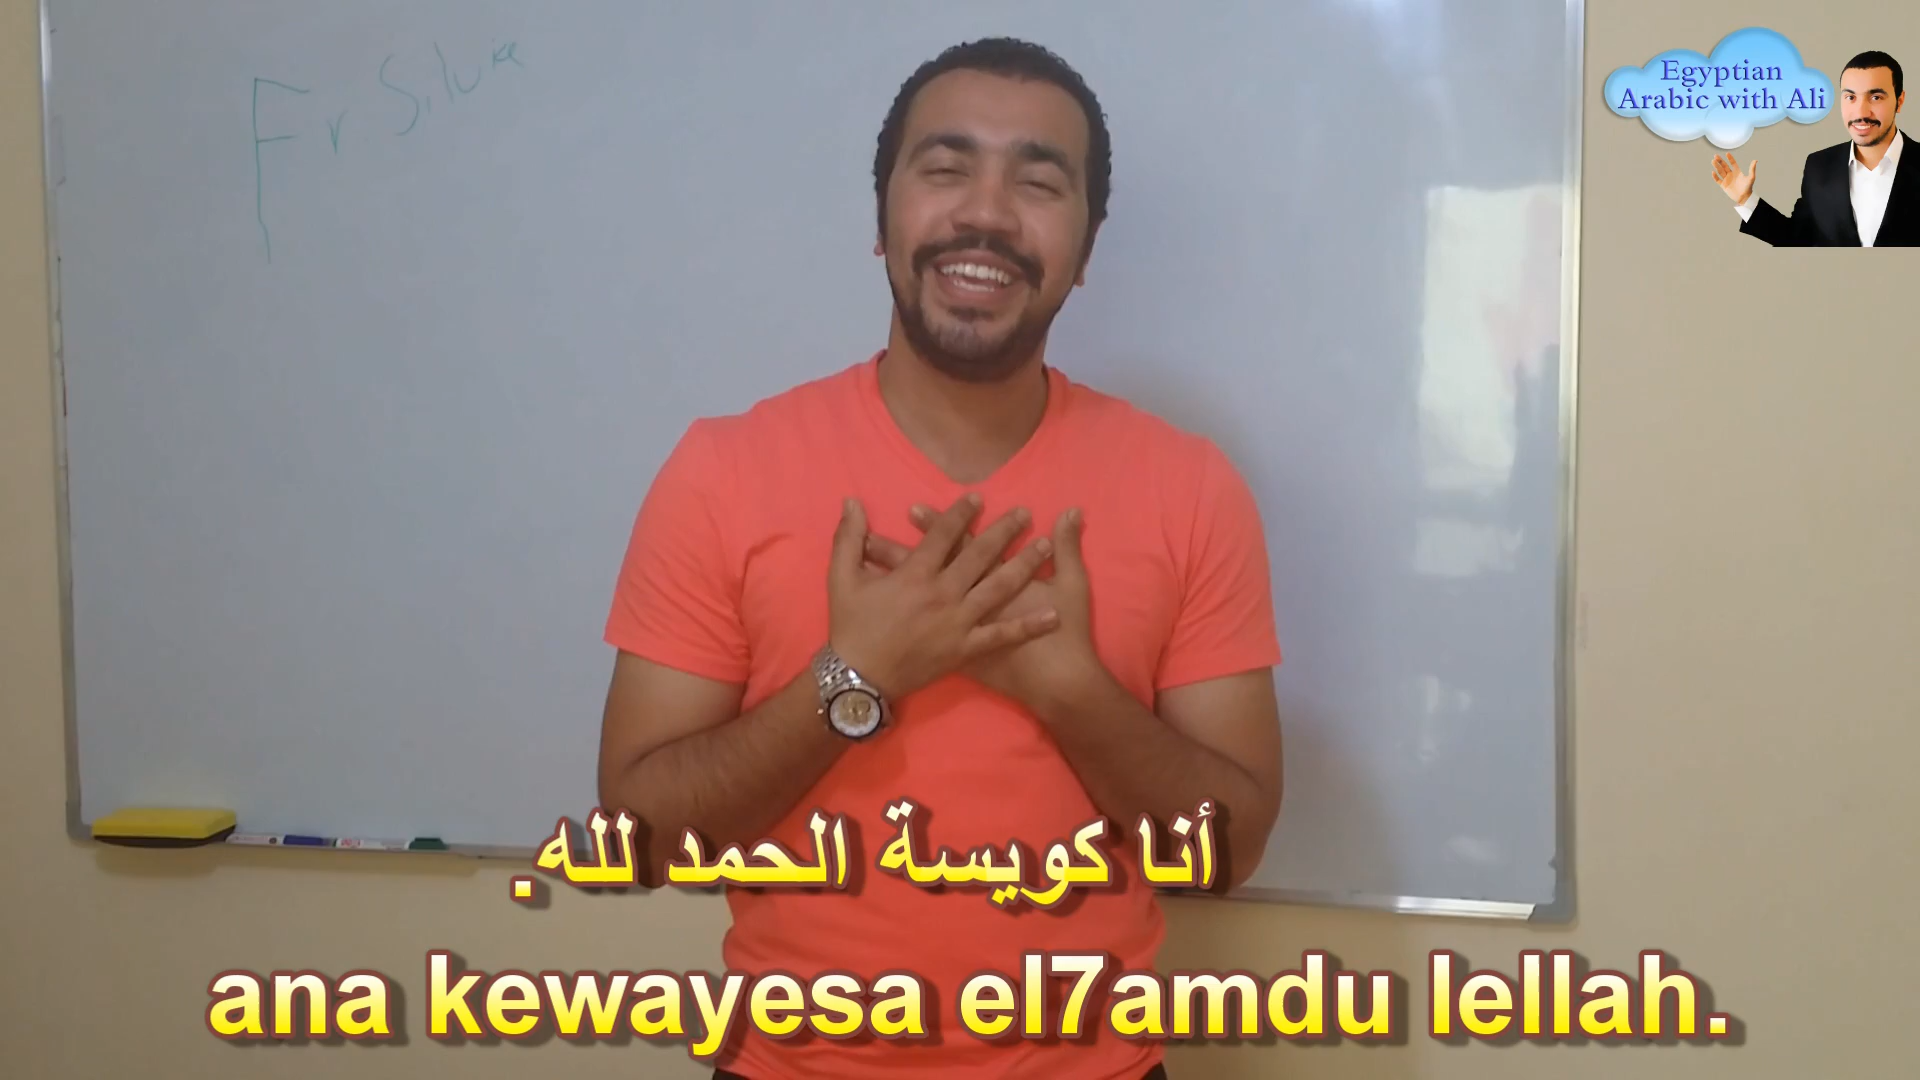 Egyptian
Arabic with Ali
أنا كويسة الحمد لله.
ana kewayesa el7amdu lellah.